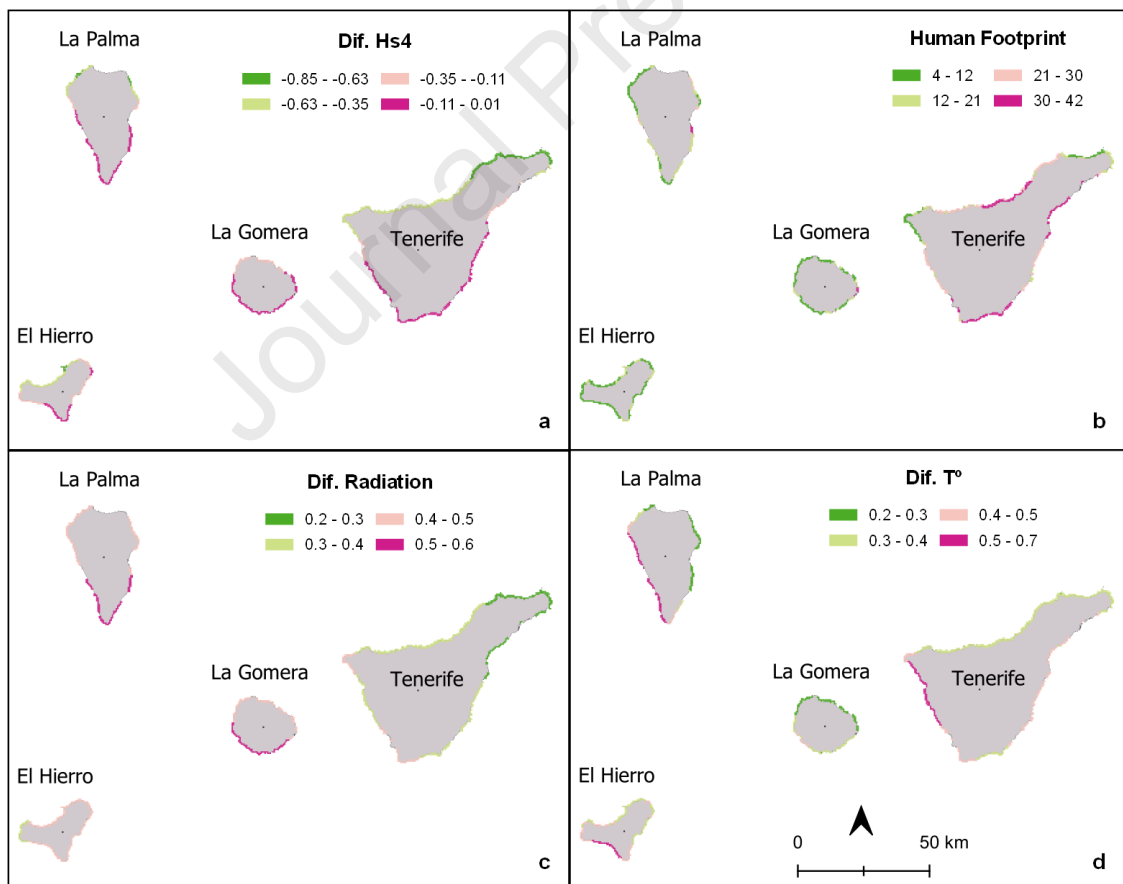 La Palma
Dif. Hs4
-0.85 - -0.63
-0.35 - -0.11
-0.63 - -0.35
-0.11 - 0.01
La Gomera
Tenerife
El Hierro
a
La Palma
Human Footprint
4 - 12
21 - 30
12 - 21
30 - 42
La Gomera
Tenerife
El Hierro
b
La Palma
Dif. Radiation
0.2 - 0.3
0.4 - 0.5
0.3 - 0.4
0.5 - 0.6
La Gomera
Tenerife
El Hierro
c
La Palma
Dif. Tº
0.2 - 0.3
0.4 - 0.5
0.3 - 0.4
0.5 - 0.7
La Gomera
Tenerife
El Hierro
0 50 km
d
Journal Pre